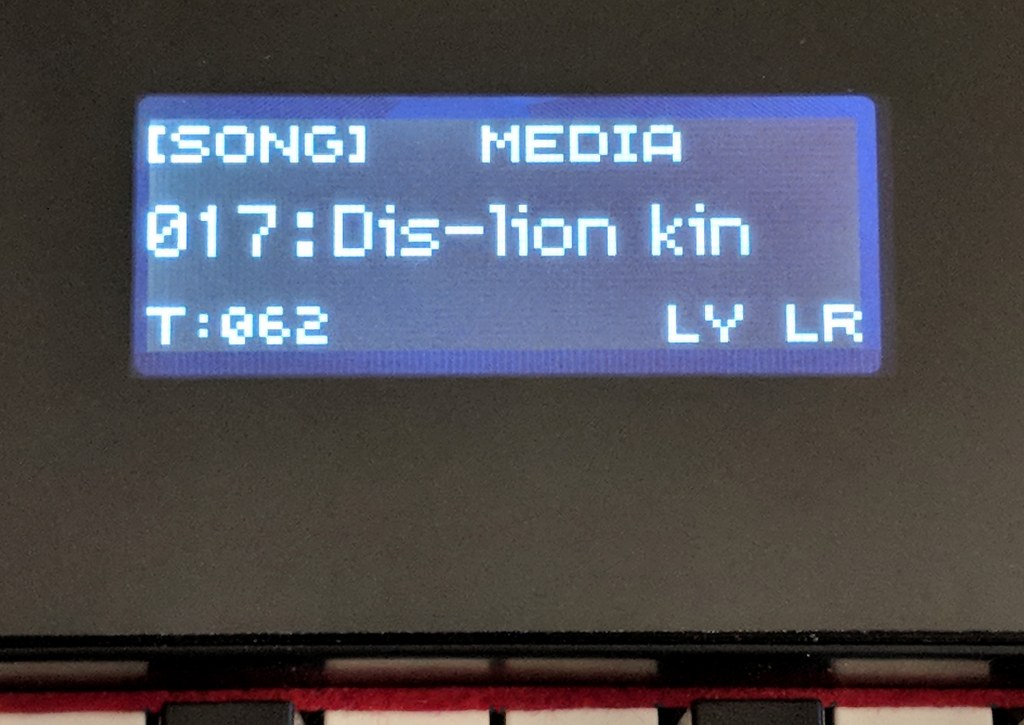 [SONG] MEDIA
017:Dis-lion kin
T:062 LY LR